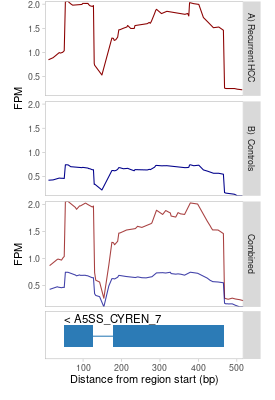 2.0
1.5
1.0
0.5
FPM
A) Recurrent HCC
2.0
1.5
1.0
0.5
B) Controls
2.0
1.5
1.0
0.5
FPM
Combined
< A5SS_CYREN_7
100
200
300
400
500
Distance from region start (bp)